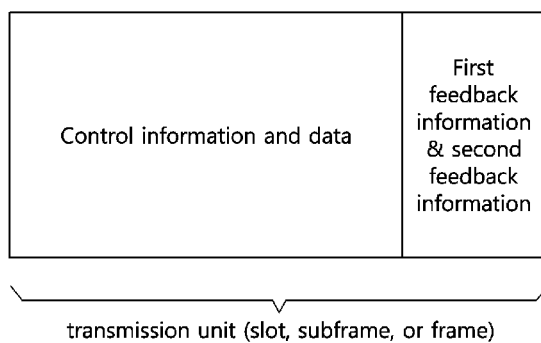 Control information and data
First
feedback
information
& second
feedback
information
transmission unit (slot, subframe, or frame)